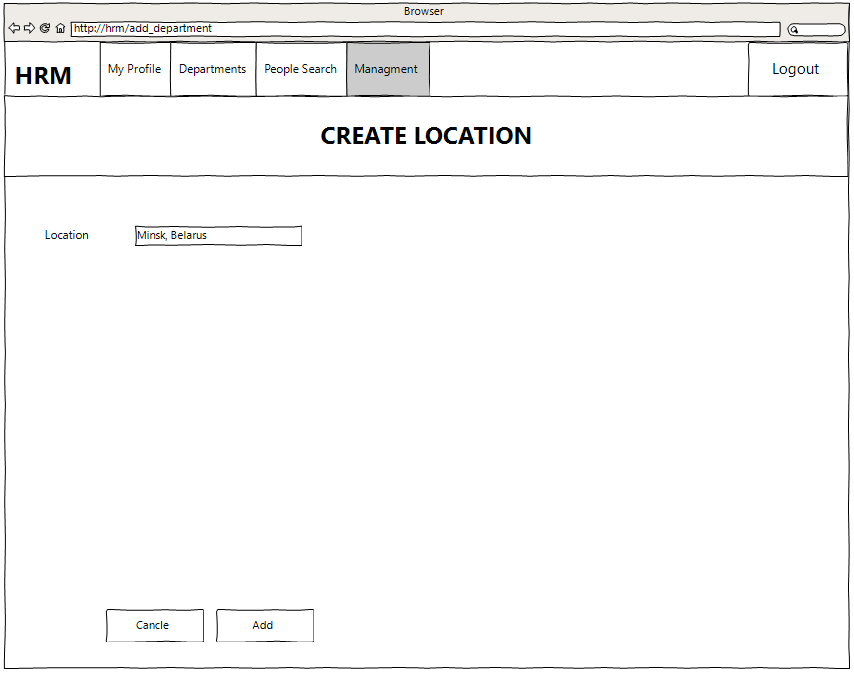 Browser
http://hrm/add_department
HRM
My Profile
Departments
People Search
Managment
Logout
CREATE LOCATION
Location
Minsk, Belarus
Cancle
Add